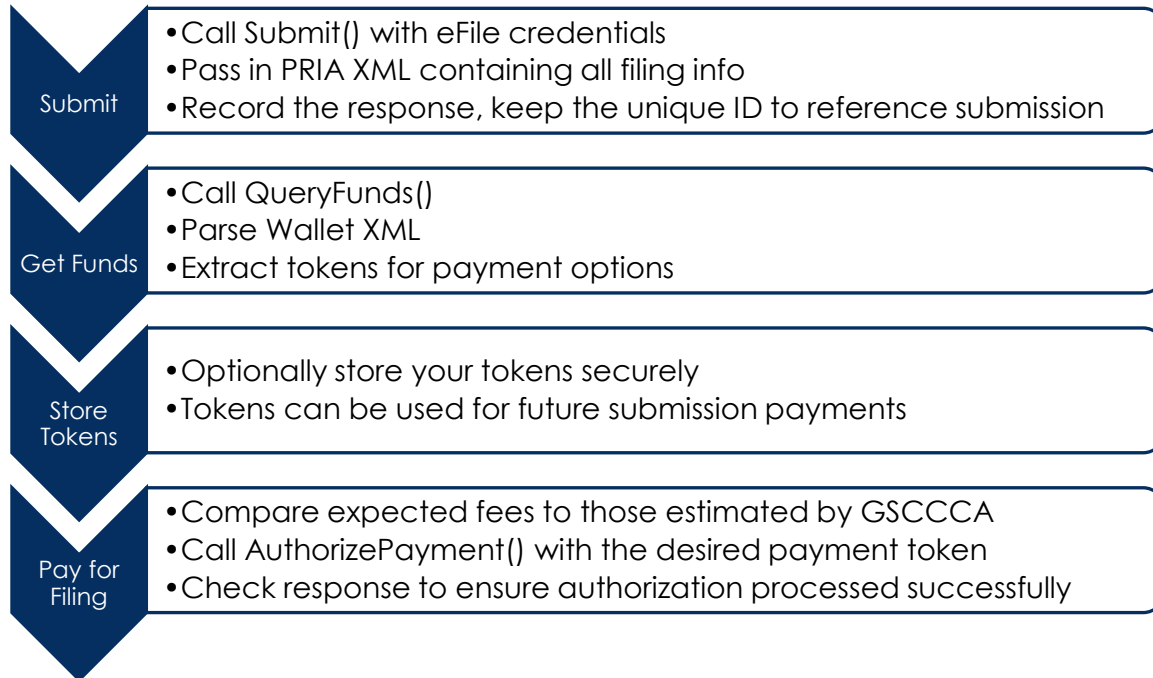 Submit
•Call Submit() with eFile credentials
•Pass in PRIA XML containing all filing info
•Record the response, keep the unique ID to reference submission
Get Funds
•Call QueryFunds()
•Parse Wallet XML
•Extract tokens for payment options
Store
Tokens
•Optionally store your tokens securely
•Tokens can be used for future submission payments
Pay for
Filing
•Compare expected fees to those estimated by GSCCCA
•Call AuthorizePayment() with the desired payment token
•Check response to ensure authorization processed successfully